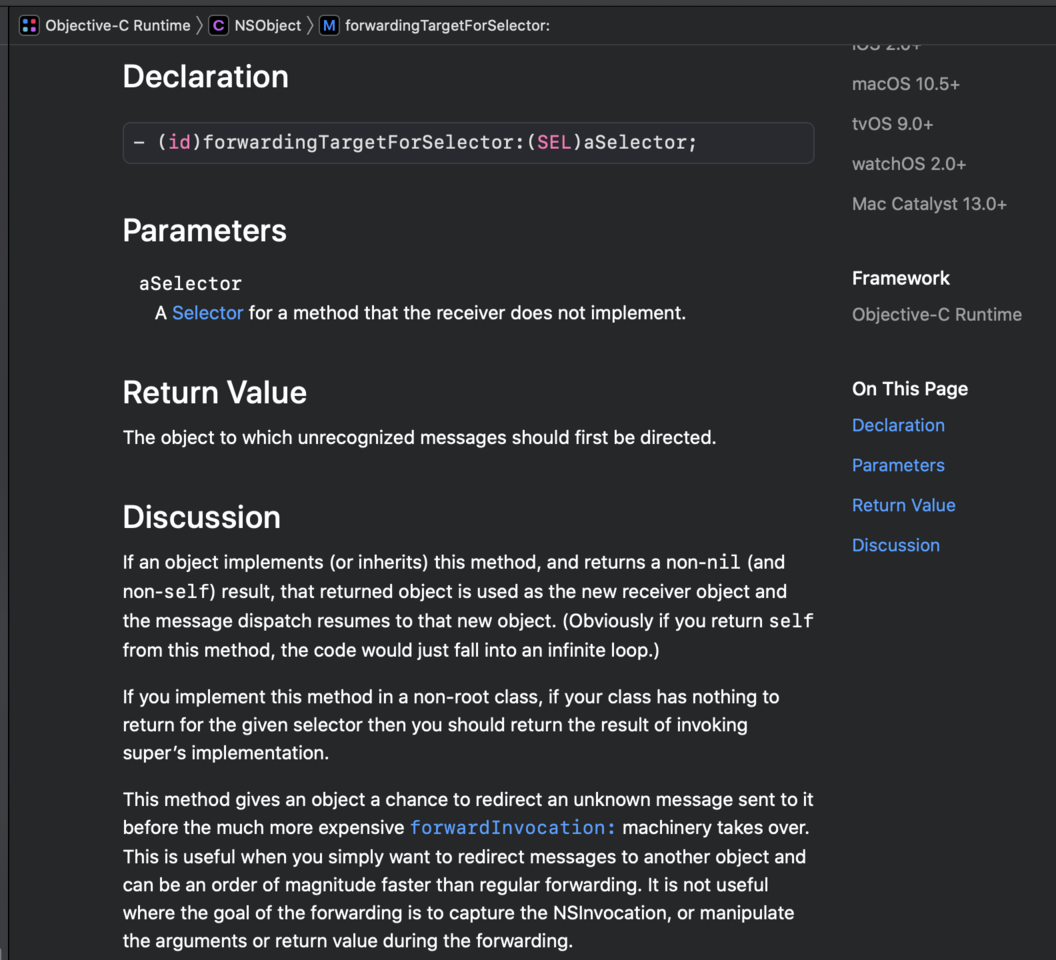 Objective-C Runtime 〉 C NSObject 〉 M forwardingTargetForSelector:
Declaration
- (id)forwardingTargetForSelector:(SEL)aSelector;
Parameters
aSelector
A Selector for a method that the receiver does not implement.
Return Value
The object to which unrecognized messages should first be directed.
Discussion
If an object implements (or inherits) this method, and returns a non-nil (and
non-self) result, that returned object is used as the new receiver object and
the message dispatch resumes to that new object. (Obviously if you return self
from this method, the code would just fall into an infinite loop.)
If you implement this method in a non-root class, if your class has nothing to
return for the given selector then you should return the result of invoking
super’s implementation.
This method gives an object a chance to redirect an unknown message sent to it
before the much more expensive forwardInvocation: machinery takes over.
This is useful when you simply want to redirect messages to another object and
can be an order of magnitude faster than regular forwarding. It is not useful
where the goal of the forwarding is to capture the NSInvocation, or manipulate
the arguments or return value during the forwarding.
iOS 2.0+
macOS 10.5+
tvOS 9.0+
watchOS 2.0+
Mac Catalyst 13.0+
Framework
Objective-C Runtime
On This Page
Declaration
Parameters
Return Value
Discussion